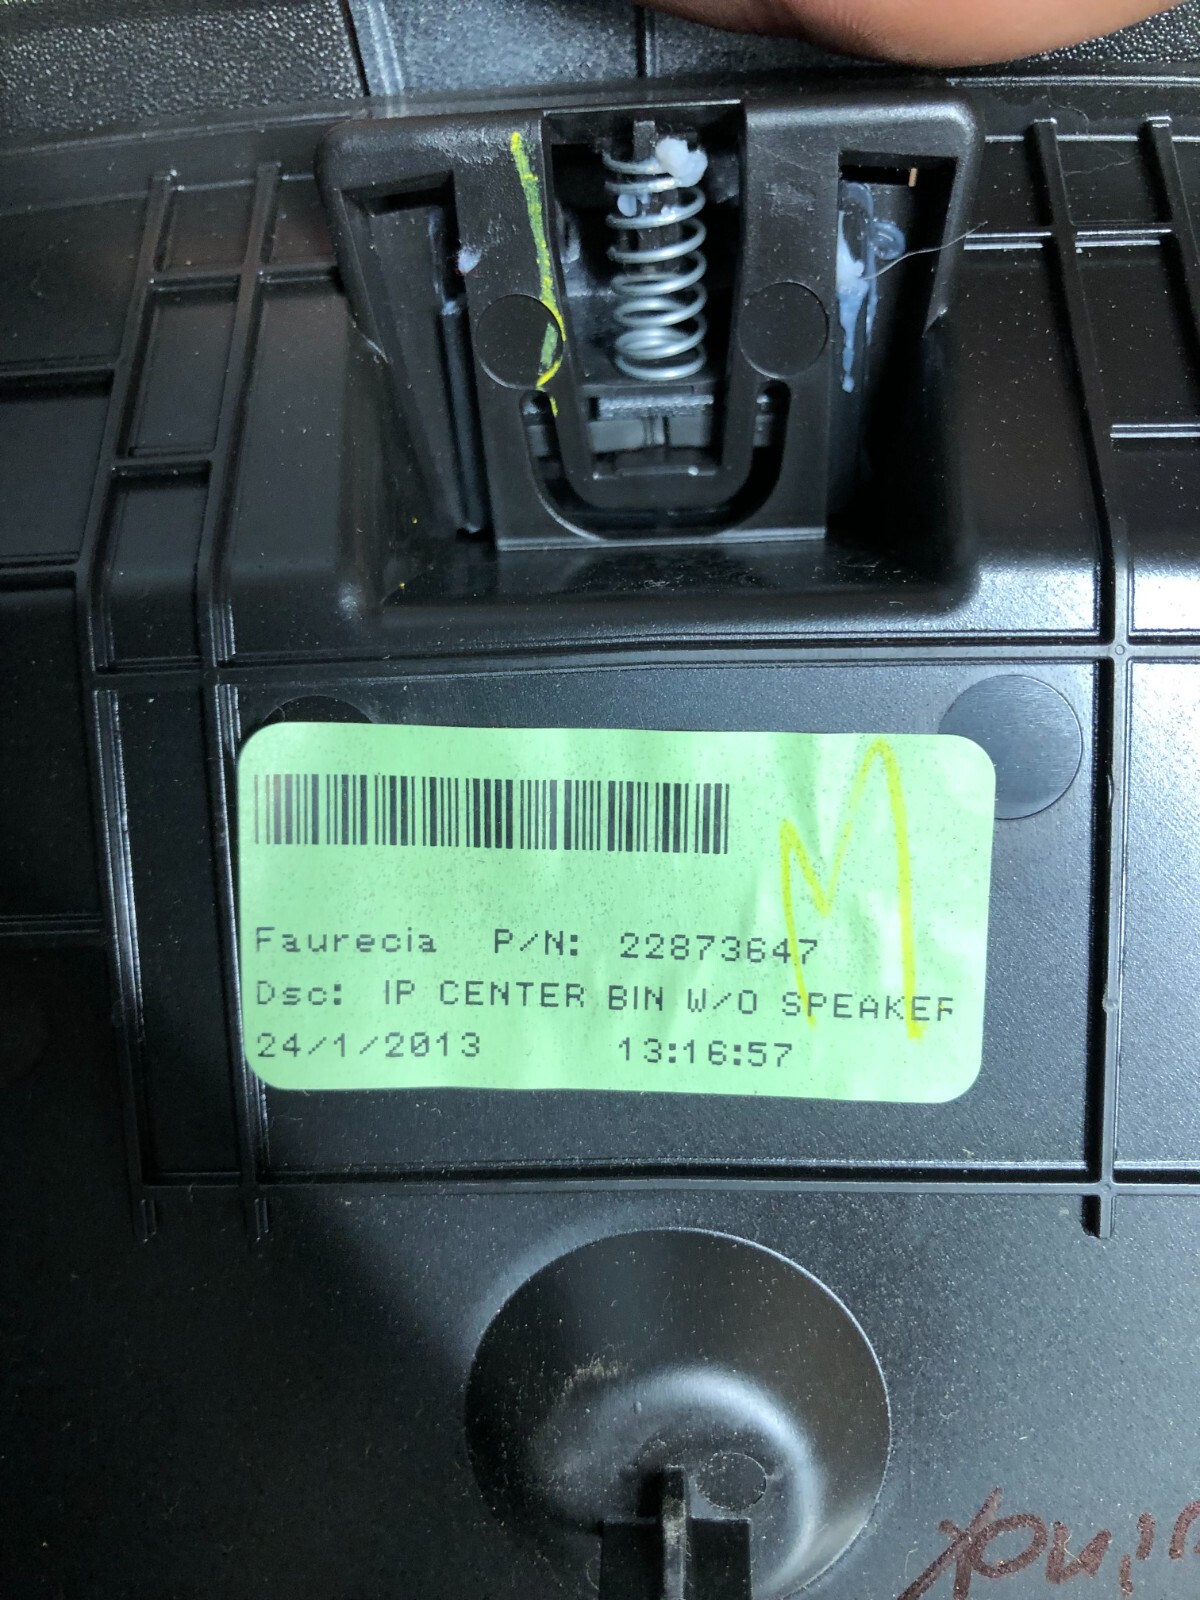 Faurecia P/N: 22873647
Dsc: IP CENTER BIN W/O SPEAKER
24/1/2013 13:16:57
M